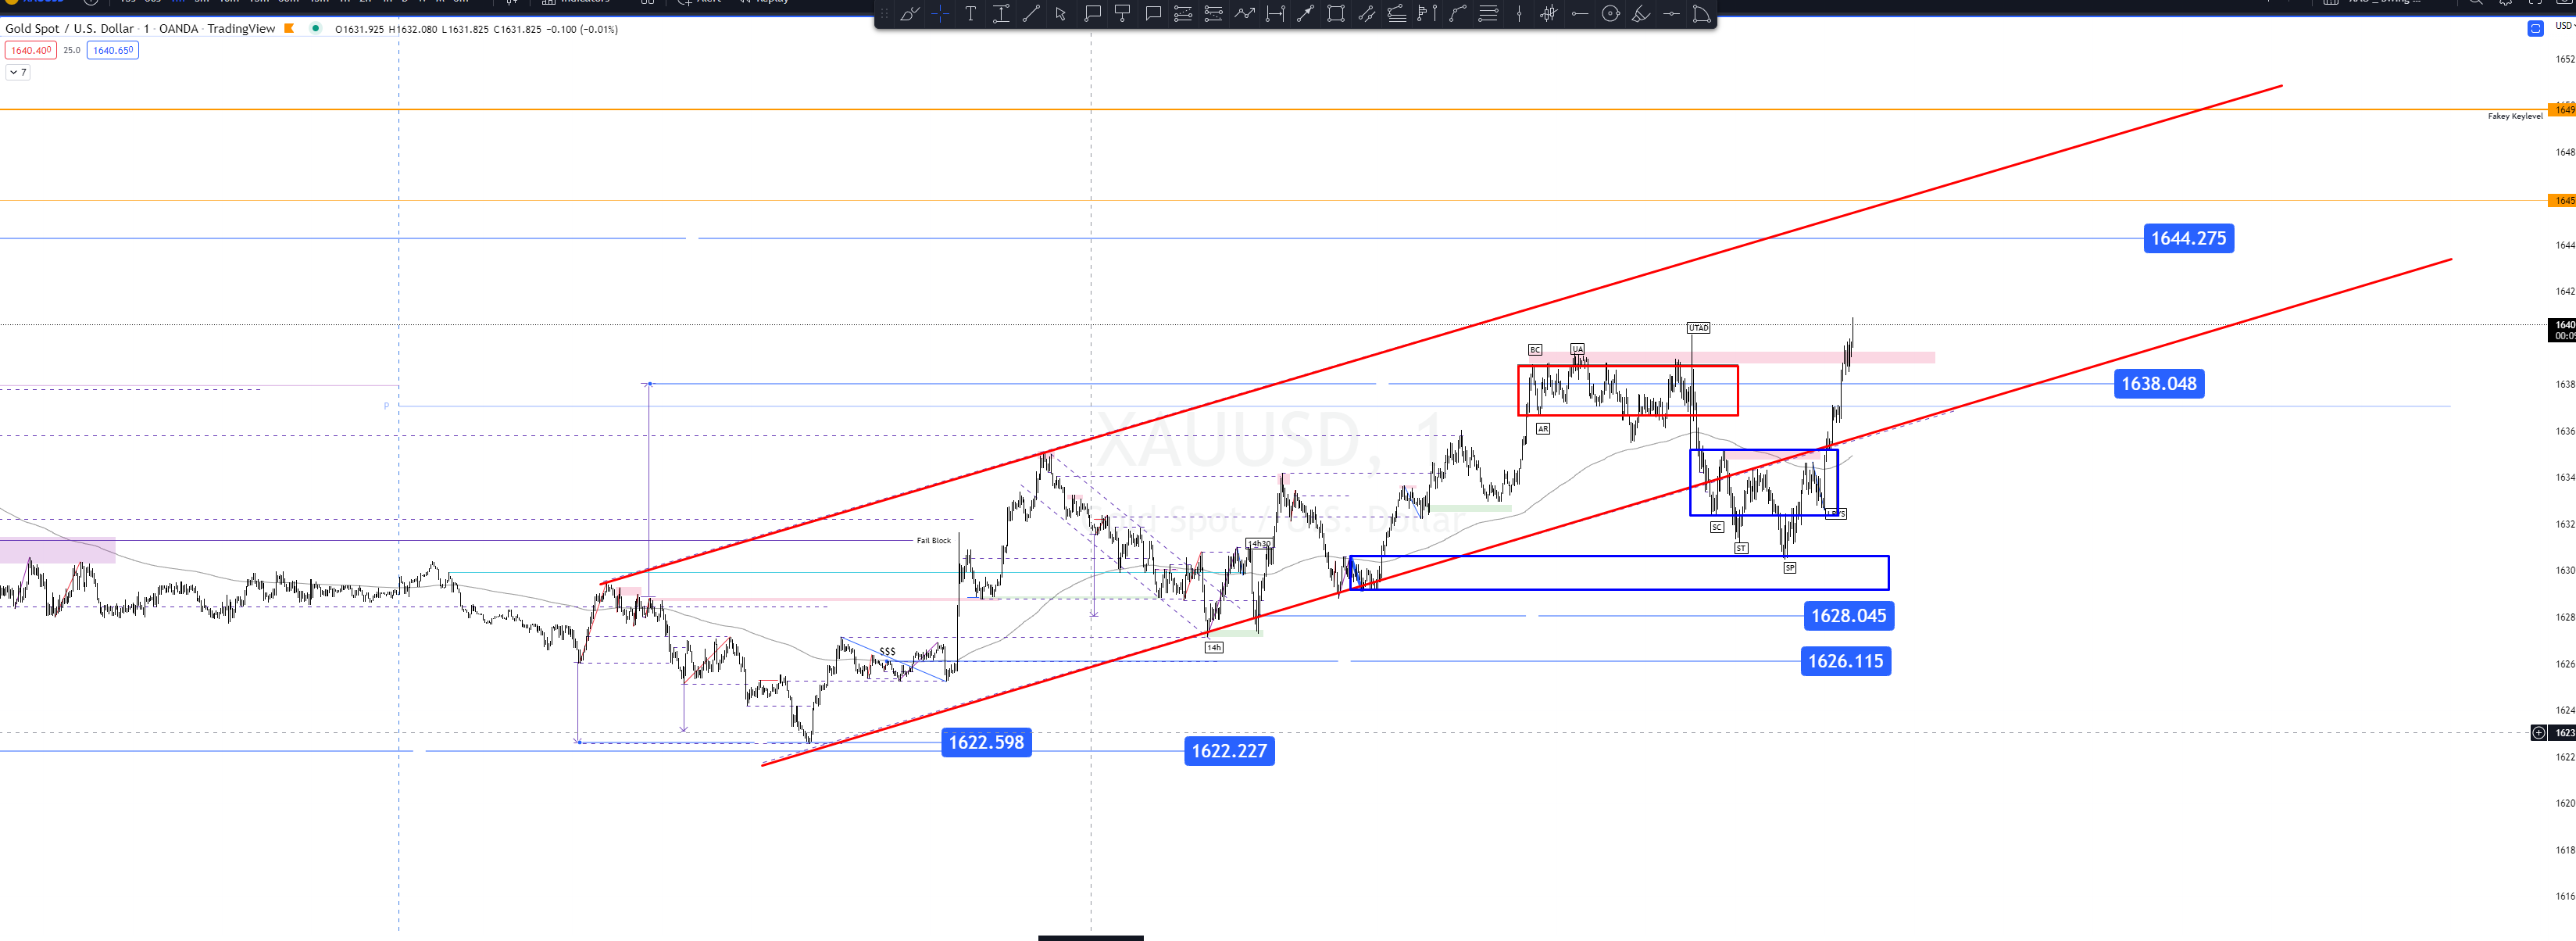 Gold Spot / U.S. Dollar · 1 · OANDA · TradingView
O1631.925 H1632.080 L1631.825 C1631.825 −0.100 (−0.01%)
USD
1640.400 25.0 1640.650
7
1652
1649
Fakey Keylevel
1648
1645
1644
1644.275
1642
UTAD
1640
BC
UA
P
1638.048
1638
AR
XAUUSD, 1
1636
1634
Gold Spot / U.S. Dollar
SC
1632
Fail Block
14h30
ST
SP
1630
1628.045
1628
14h
$$$
1626.115
1626
1624
1623
1622.598
1622.227
1622
1620
1618
1616